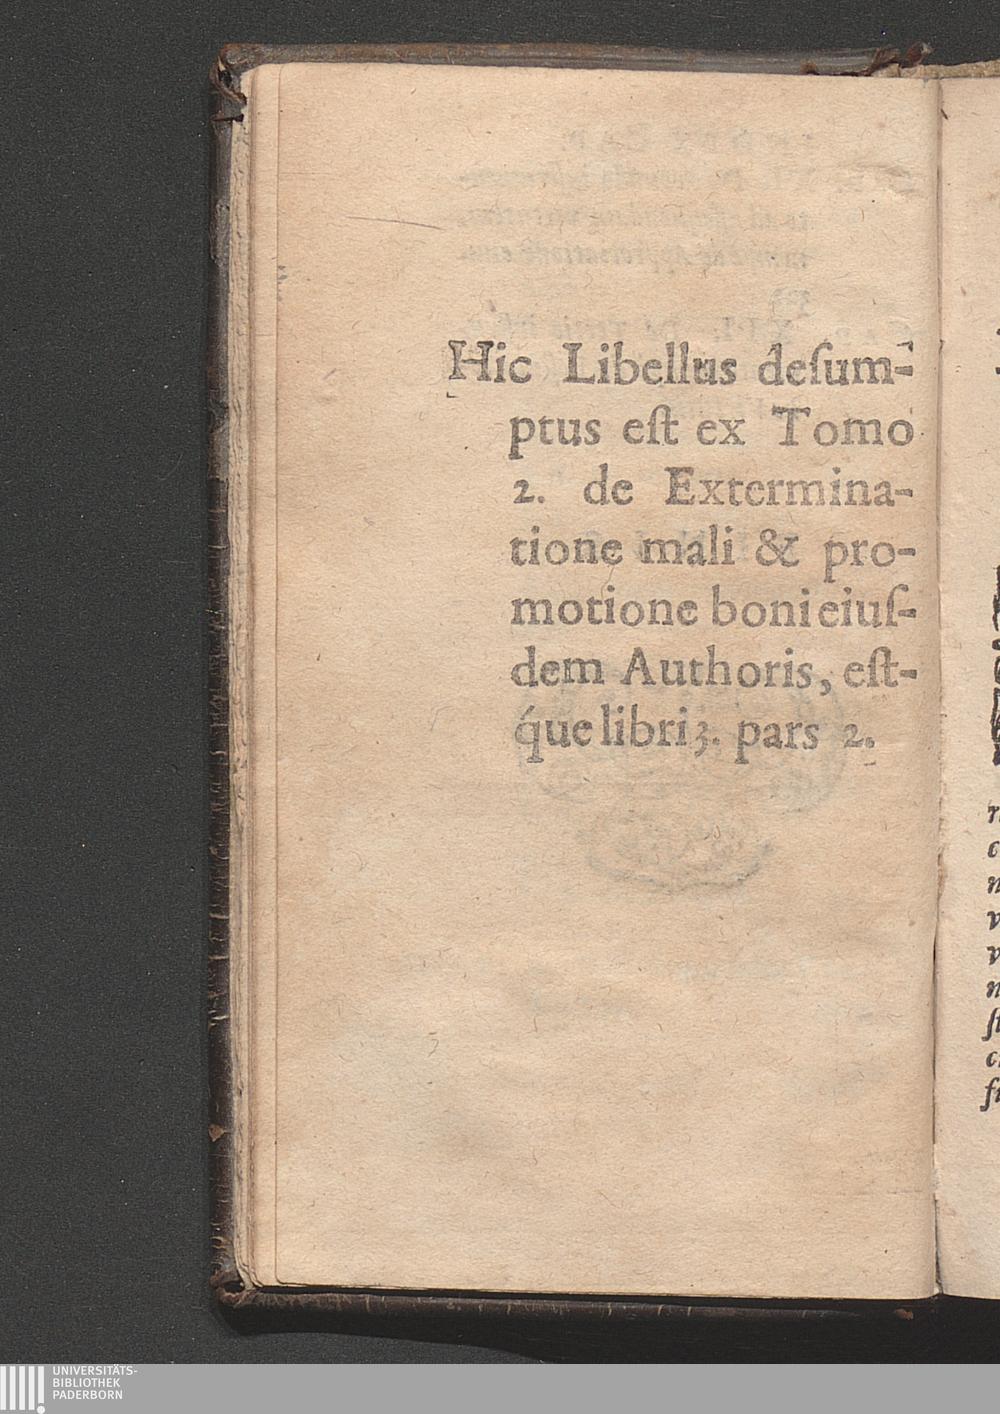 Hic Libellus deſum-
ptus eſt ex Tomo
2. de Extermina-
tione mali & pro-
motione boni eiuſ-
dem Authoris, eſt-
q́ue libri 3. pars 2.
UNIVERSITÄTS-
BIBLIOTHEK
PADERBORN